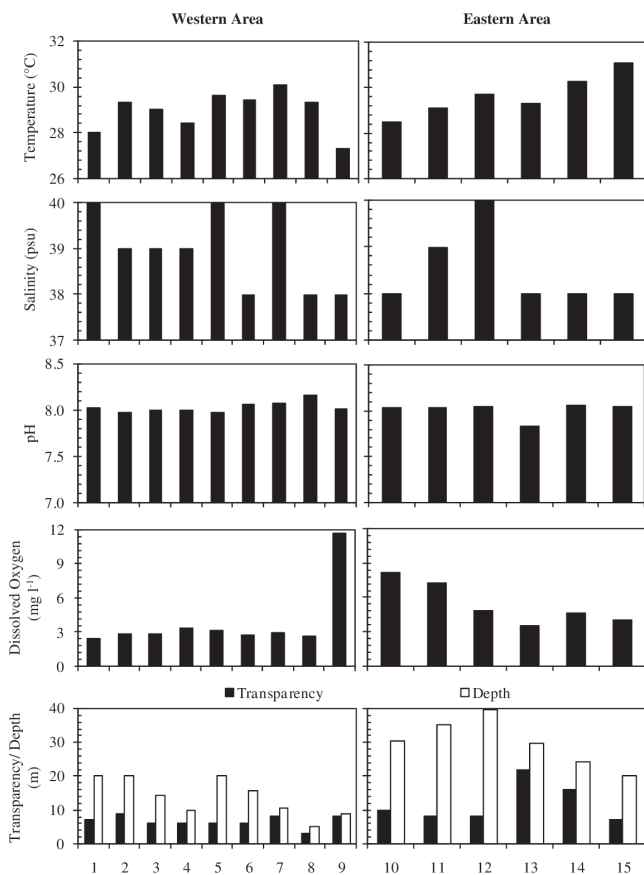 Western Area
Eastern Area
Temperature (°C)
32
30
28
26
Salinity (psu)
40
39
38
37
pH
8.5
8.0
7.5
7.0
Dissolved Oxygen
(mg l-1)
12
9
6
3
0
Transparency
Depth
Transparency/ Depth
(m)
40
30
20
10
0
1 2 3 4 5 6 7 8 9
10 11 12 13 14 15